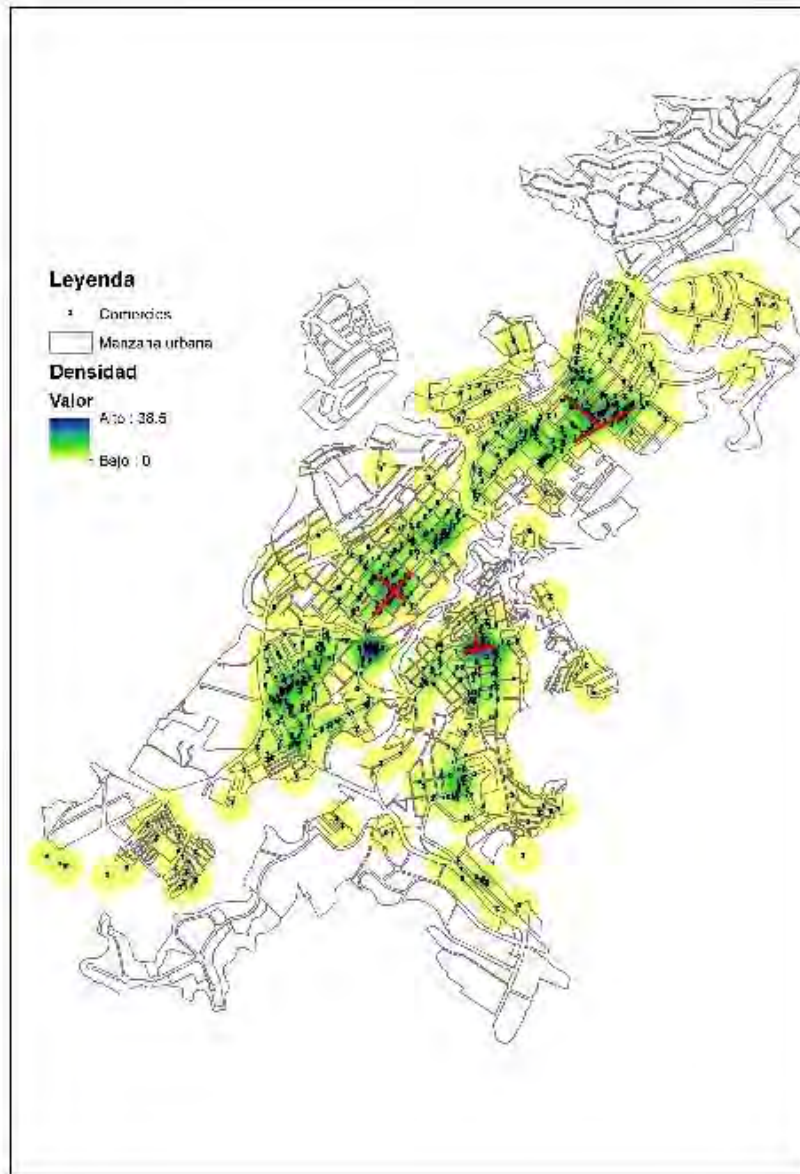 Leyenda
Comercios
Manzana urbana
Densidad
Valor
Alto : 38.5
Bajo : 0